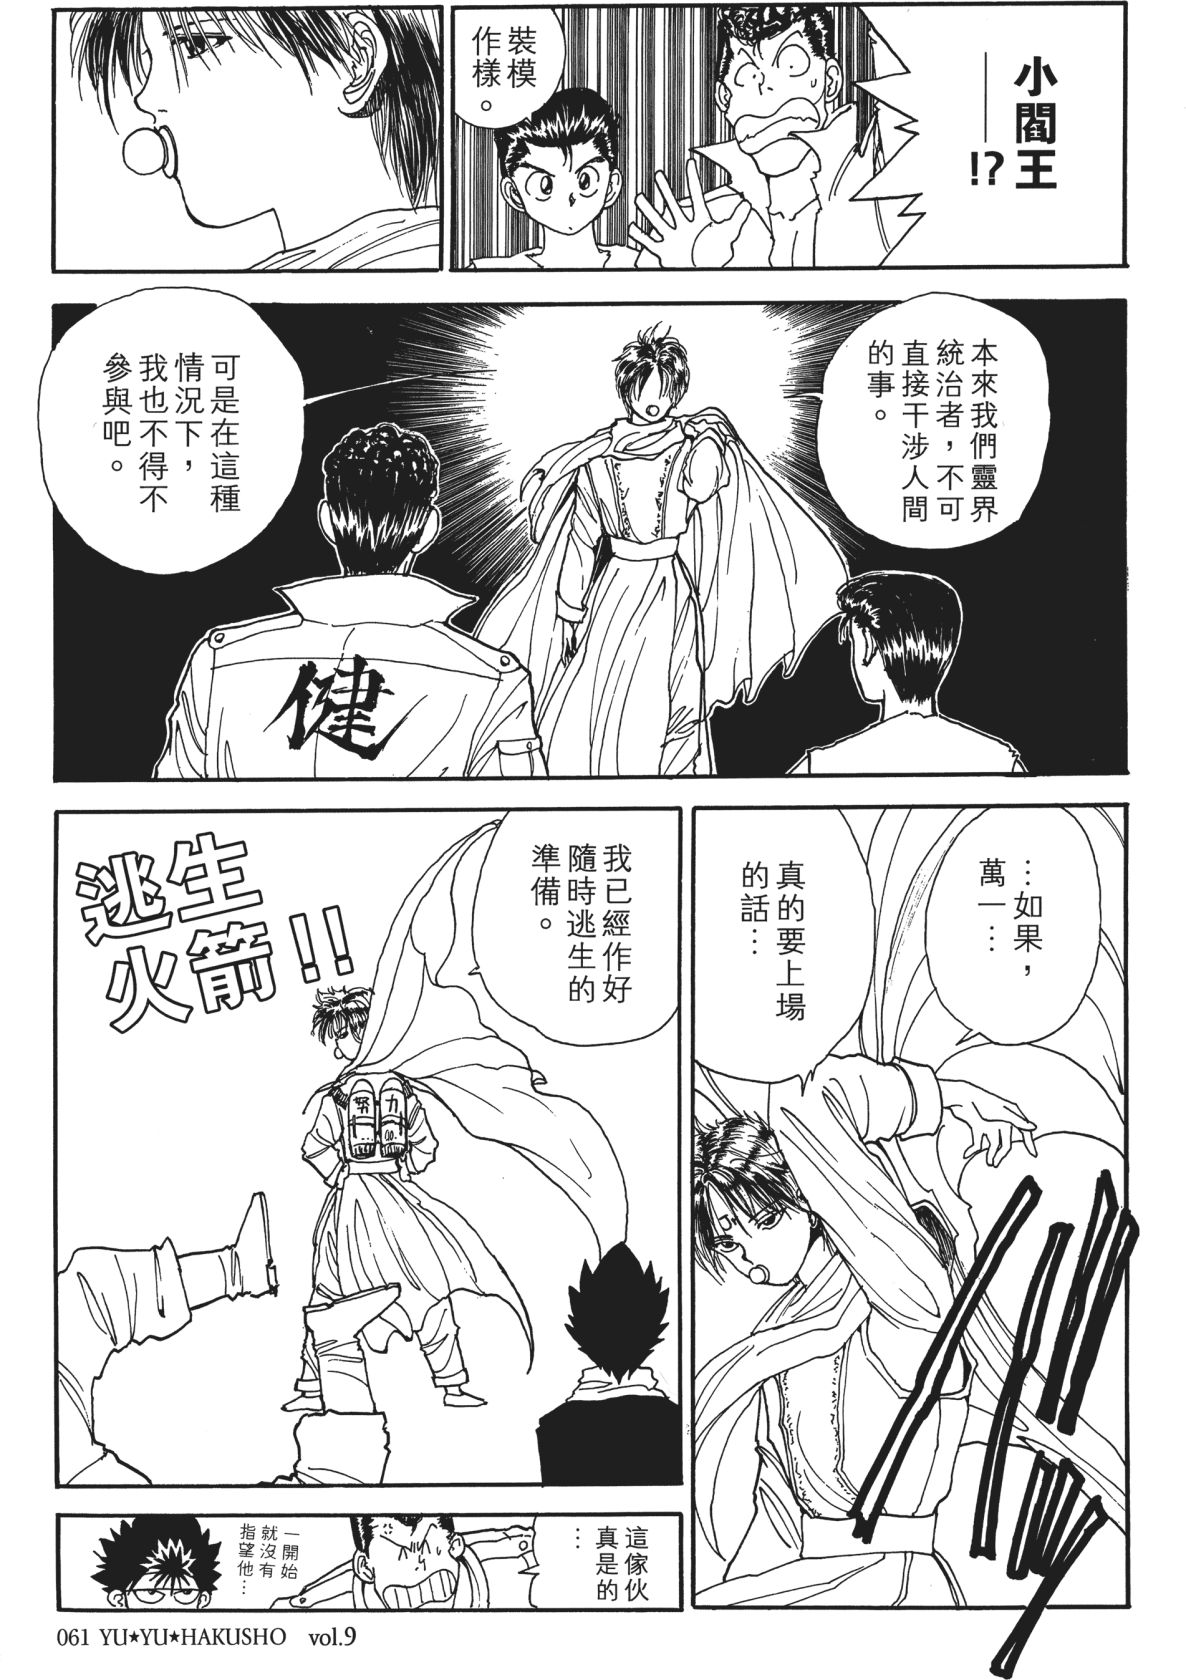 小閻王
——!?
裝模
作樣。
本來我們靈界
統治者，不可
直接干涉人間
的事。
可是在這種
情況下，
我也不得不
參與吧。
健
…如果，
萬一…
真的要上場
的話…
我已經作好
隨時逃生的
準備。
逃生
火箭!!
努力
這傢伙
真是的
…
一開始
就沒有
指望他…
061 YU★YU★HAKUSHO vol.9